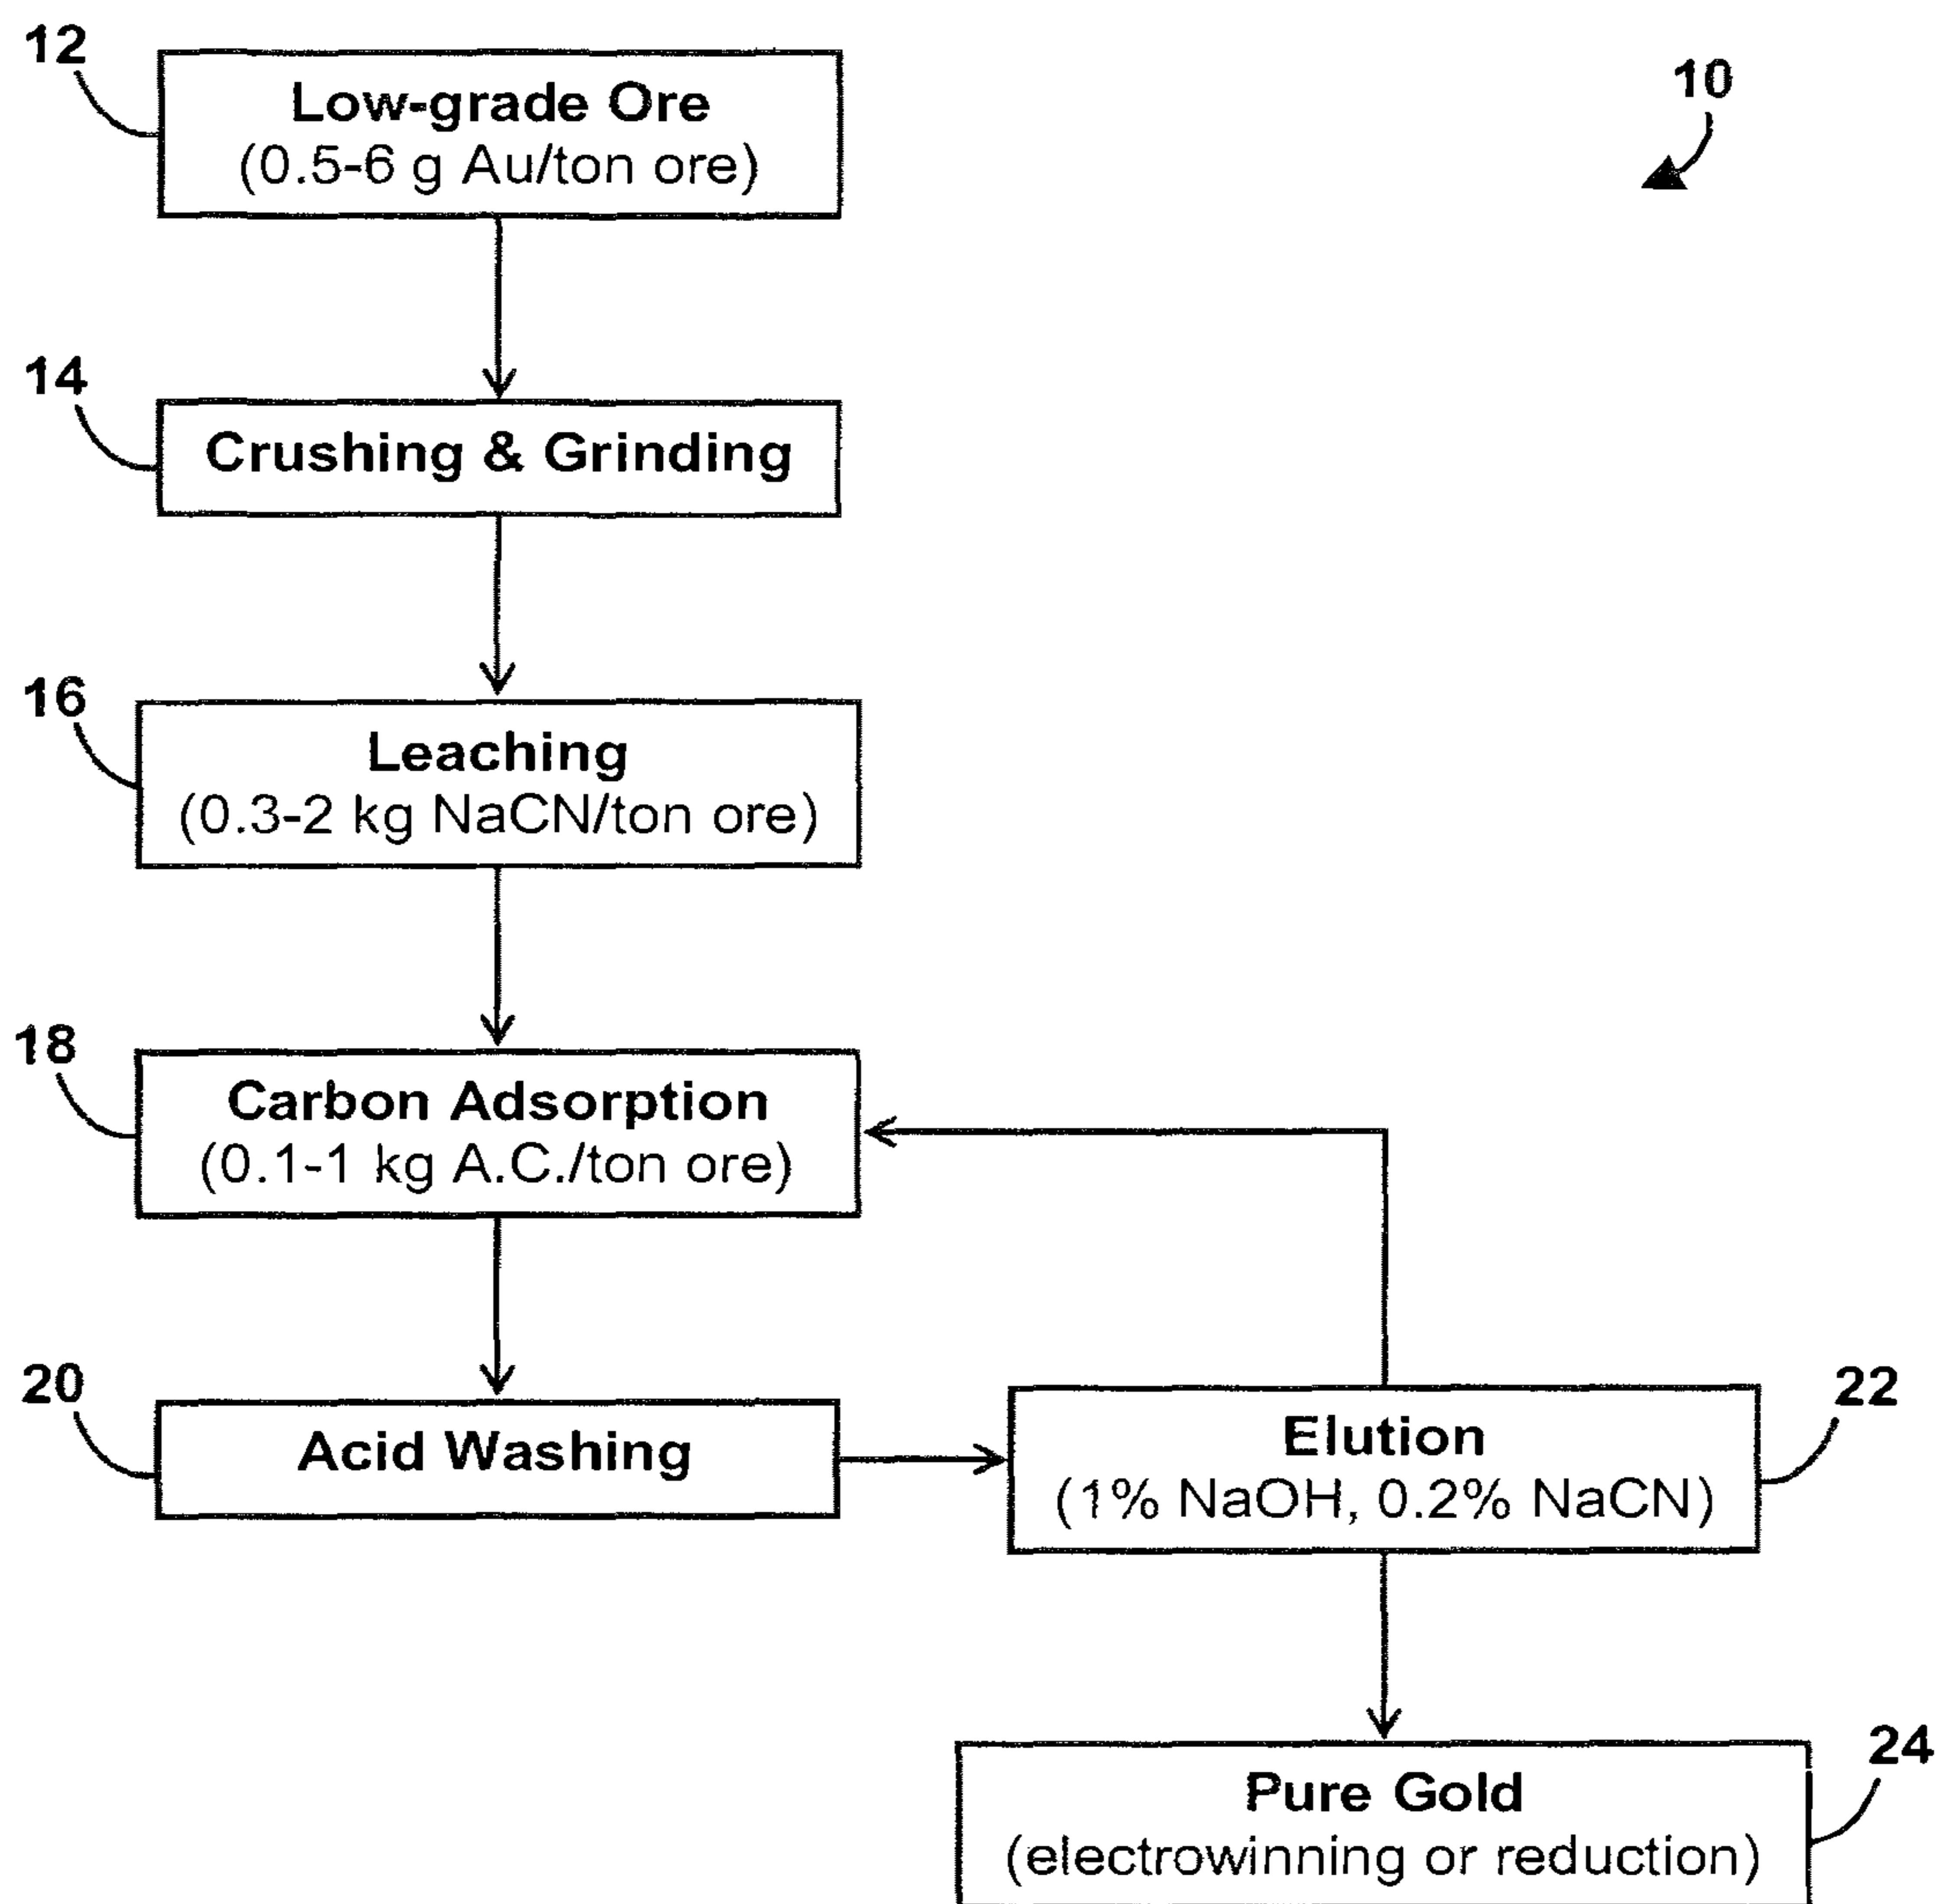 12
Low-grade Ore
(0.5-6 g Au/ton ore)
10
14
Crushing & Grinding
16
Leaching
(0.3-2 kg NaCN/ton ore)
18
Carbon Adsorption
(0.1-1 kg A.C./ton ore)
20
Acid Washing
22
Elution
(1% NaOH, 0.2% NaCN)
24
Pure Gold
(electrowinning or reduction)